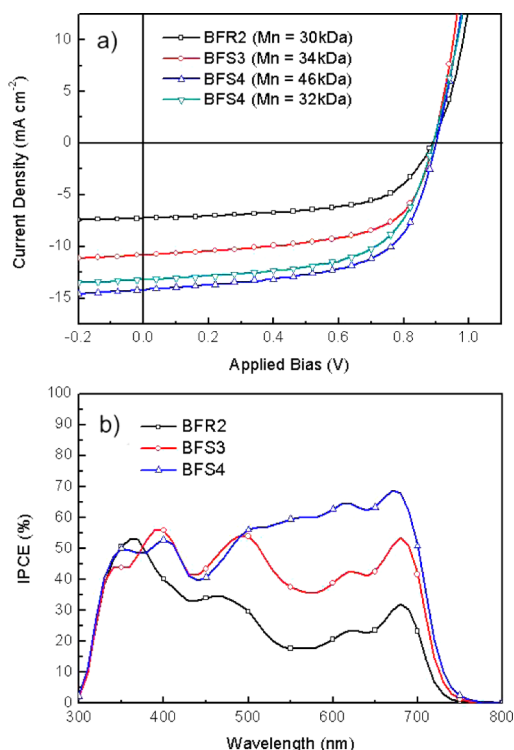 a)
BFR2 (Mn = 30kDa)
BFS3 (Mn = 34kDa)
BFS4 (Mn = 46kDa)
BFS4 (Mn = 32kDa)
Current Density (mA cm-2)
10
5
0
-5
-10
-15
-0.2 0.0 0.2 0.4 0.6 0.8 1.0
Applied Bias (V)
b)
BFR2
BFS3
BFS4
IPCE (%)
100
90
80
70
60
50
40
30
20
10
0
300 400 500 600 700 800
Wavelength (nm)